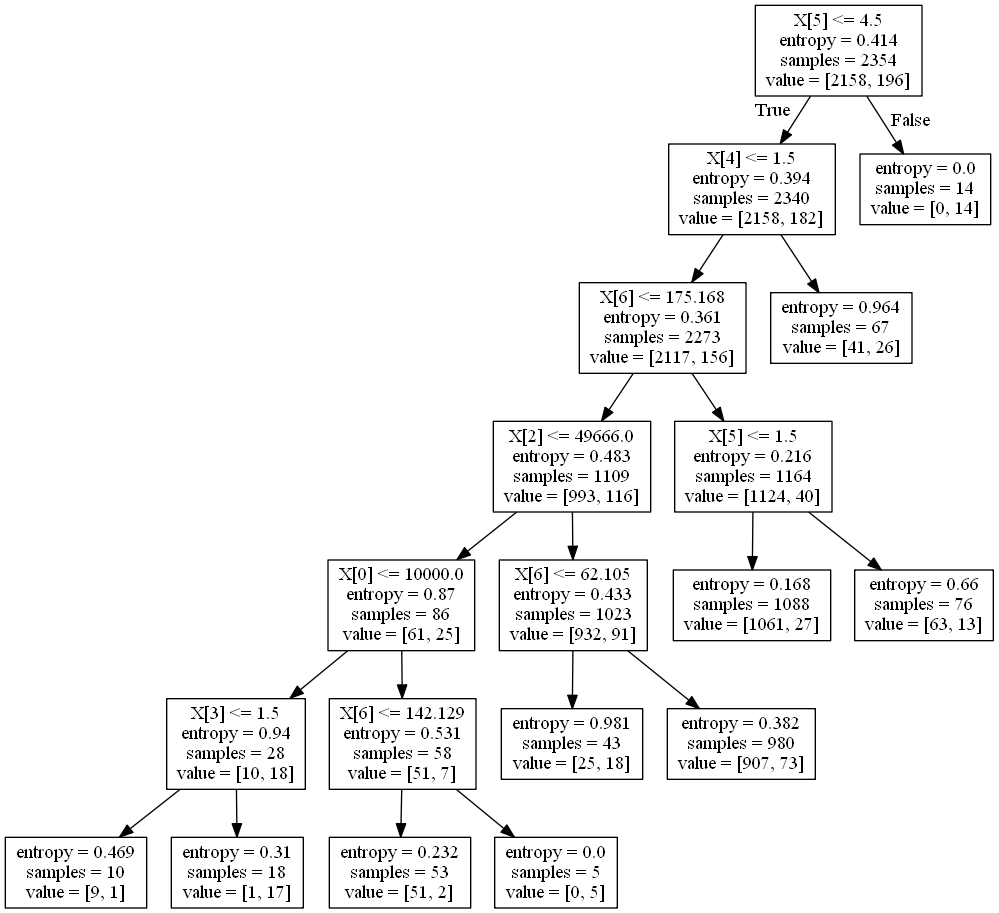 X[5] <= 4.5
entropy = 0.414
samples = 2354
value = [2158, 196]
True
False
X[4] <= 1.5
entropy = 0.394
samples = 2340
value = [2158, 182]
entropy = 0.0
samples = 14
value = [0, 14]
X[6] <= 175.168
entropy = 0.361
samples = 2273
value = [2117, 156]
entropy = 0.964
samples = 67
value = [41, 26]
X[2] <= 49666.0
entropy = 0.483
samples = 1109
value = [993, 116]
X[5] <= 1.5
entropy = 0.216
samples = 1164
value = [1124, 40]
X[0] <= 10000.0
entropy = 0.87
samples = 86
value = [61, 25]
X[6] <= 62.105
entropy = 0.433
samples = 1023
value = [932, 91]
entropy = 0.168
samples = 1088
value = [1061, 27]
entropy = 0.66
samples = 76
value = [63, 13]
X[3] <= 1.5
entropy = 0.94
samples = 28
value = [10, 18]
X[6] <= 142.129
entropy = 0.531
samples = 58
value = [51, 7]
entropy = 0.981
samples = 43
value = [25, 18]
entropy = 0.382
samples = 980
value = [907, 73]
entropy = 0.469
samples = 10
value = [9, 1]
entropy = 0.31
samples = 18
value = [1, 17]
entropy = 0.232
samples = 53
value = [51, 2]
entropy = 0.0
samples = 5
value = [0, 5]